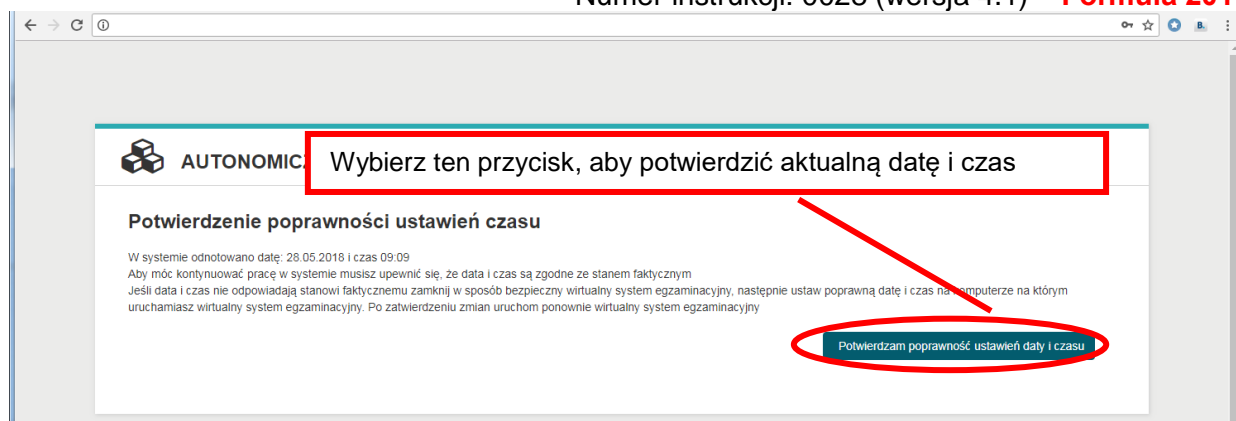 Numer instrukcji: 0023 (wersja 4.1)
AUTONOMICZ
Wybierz ten przycisk, aby potwierdzić aktualną datę i czas
Potwierdzenie poprawności ustawień czasu
W systemie odnotowano datę: 28.05.2018 i czas 09:09
Aby móc kontynuować pracę w systemie musisz upewnić się, że data i czas są zgodne ze stanem faktycznym
Jeśli data i czas nie odpowiadają stanowi faktycznemu zamknij w sposób bezpieczny wirtualny system egzaminacyjny, następnie ustaw poprawną datę i czas na komputerze na którym
uruchamiasz wirtualny system egzaminacyjny. Po zatwierdzeniu zmian uruchom ponownie wirtualny system egzaminacyjny
Potwierdzam poprawność ustawień daty i czasu